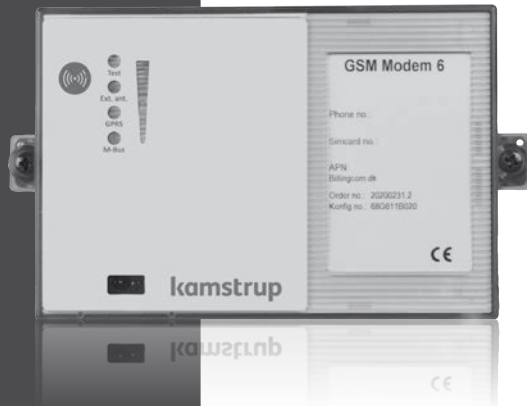 Test
Ext. ant.
GPRS
M-Bus
kamstrup
GSM Modem 6
Phone no.:
Simcard no.:
APN:
Billingcom.dk
Order no.: 20200231.2
Konfig no.: 68G611B020
CE